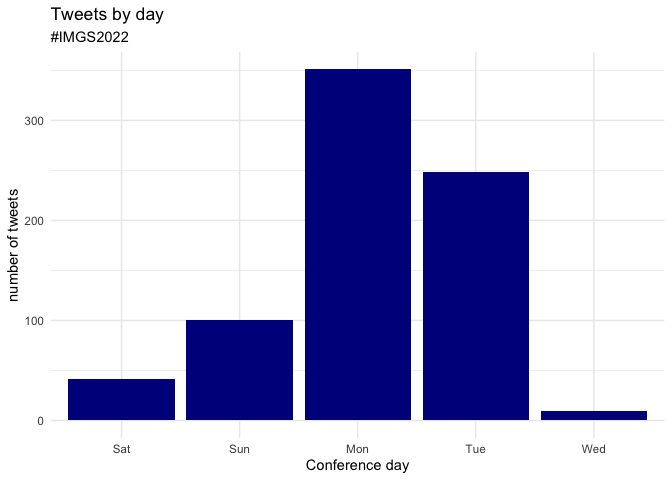 Tweets by day
#IMGS2022
number of tweets
300
200
100
0
Sat Sun Mon Tue Wed
Conference day